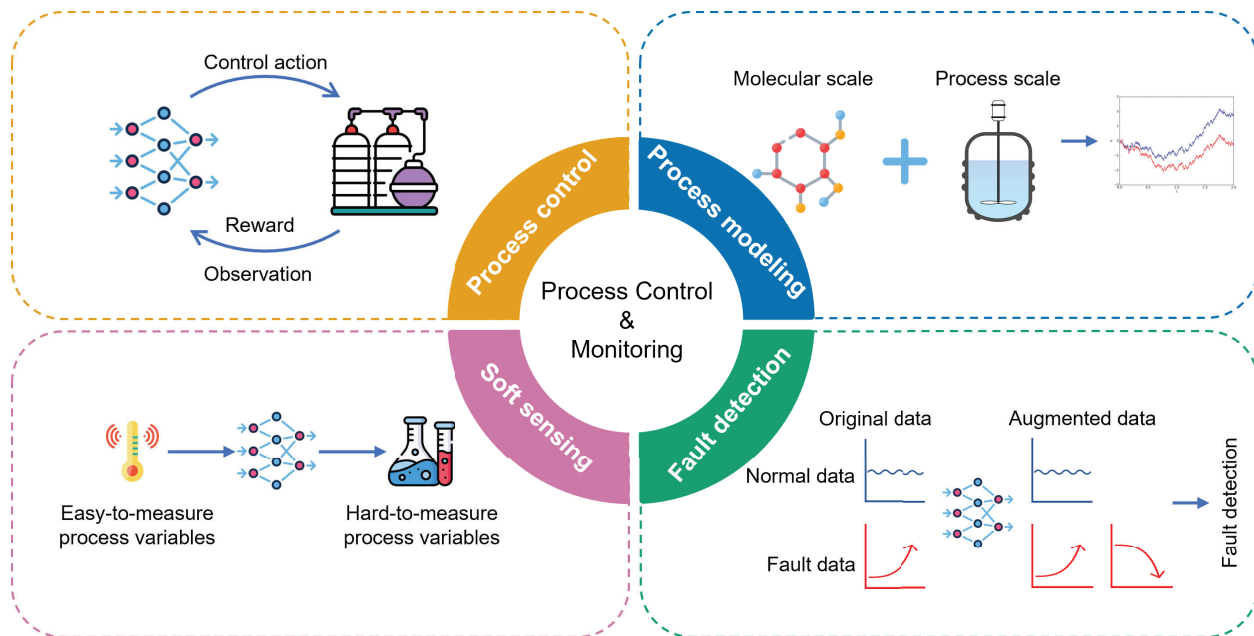 Control action
Reward
Observation
Process control
Molecular scale
Process scale
Process modeling
Process Control
&
Monitoring
Soft sensing
Easy-to-measure
process variables
Hard-to-measure
process variables
Fault detection
Original data
Augmented data
Normal data
Fault data
Fault detection